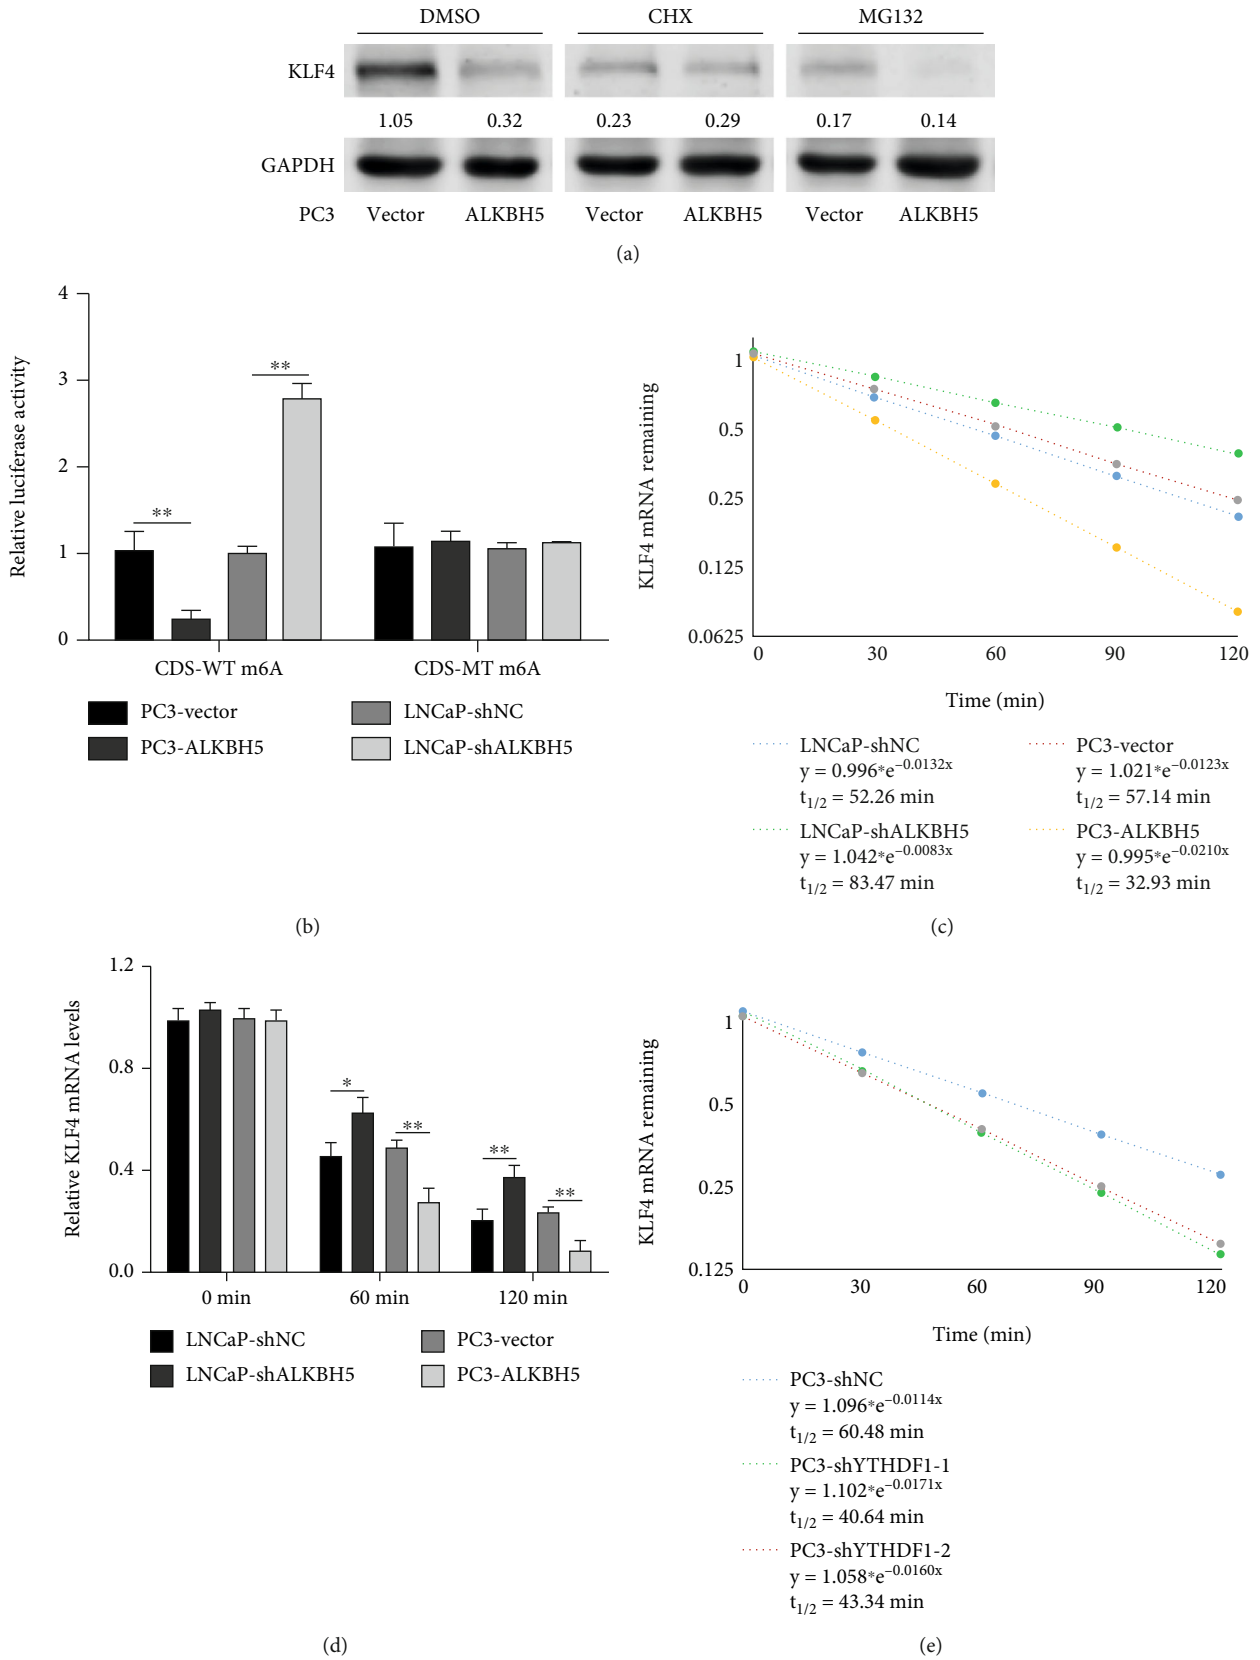 DMSO CHX MG132
KLF4
1.05 0.32 0.23 0.29 0.17 0.14
GAPDH
PC3 Vector ALKBH5 Vector ALKBH5 Vector ALKBH5
(a)
Relative luciferase activity
4
3
2
1
0
** **
CDS-WT m6A CDS-MT m6A
PC3-vector LNCaP-shNC
PC3-ALKBH5 LNCaP-shALKBH5
(b)
KLF4 mRNA remaining
1
0.5
0.25
0.125
0.0625
0 30 60 90 120
Time (min)
LNCaP-shNC
y = 0.996*e–0.0132x
t1/2 = 52.26 min
LNCaP-shALKBH5
y = 1.042*e–0.0083x
t1/2 = 83.47 min
PC3-vector
y = 1.021*e–0.0123x
t1/2 = 57.14 min
PC3-ALKBH5
y = 0.995*e–0.0210x
t1/2 = 32.93 min
(c)
Relative KLF4 mRNA levels
1.2
0.8
0.4
0.0
* ** ** **
0 min 60 min 120 min
LNCaP-shNC PC3-vector
LNCaP-shALKBH5 PC3-ALKBH5
(d)
KLF4 mRNA remaining
1
0.5
0.25
0.125
0 30 60 90 120
Time (min)
PC3-shNC
y = 1.096*e–0.0114x
t1/2 = 60.48 min
PC3-shYTHDF1-1
y = 1.102*e–0.0171x
t1/2 = 40.64 min
PC3-shYTHDF1-2
y = 1.058*e–0.0160x
t1/2 = 43.34 min
(e)